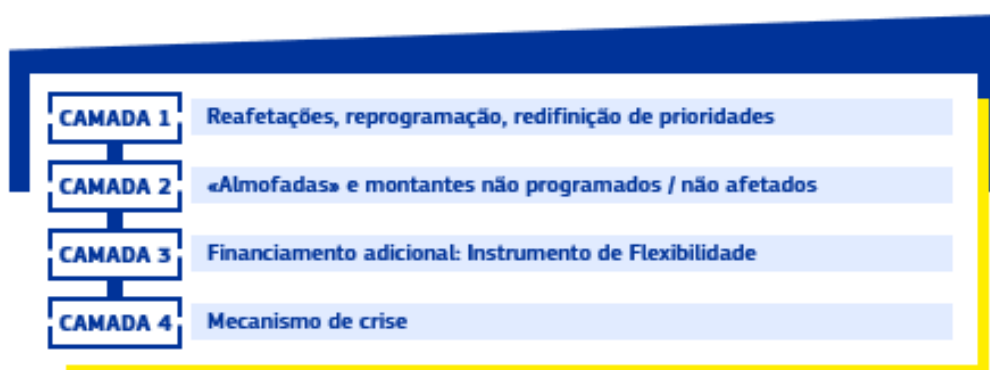 CAMADA 1 Reafetações, reprogramação, redifinição de prioridades
CAMADA 2 «Almofadas» e montantes não programados / não afetados
CAMADA 3 Financiamento adicional: Instrumento de Flexibilidade
CAMADA 4 Mecanismo de crise